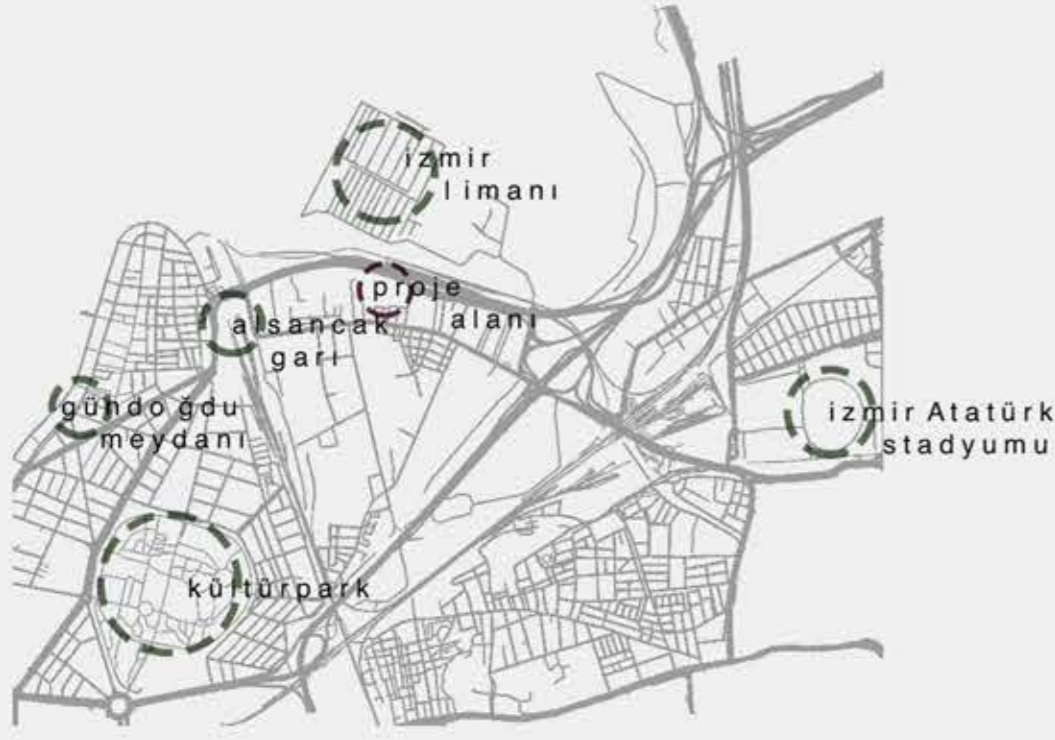 izmir
limanı
proje
alanı
alsancak
garı
gündoğdu
meydanı
izmir Atatürk
stadyumu
kültürpark